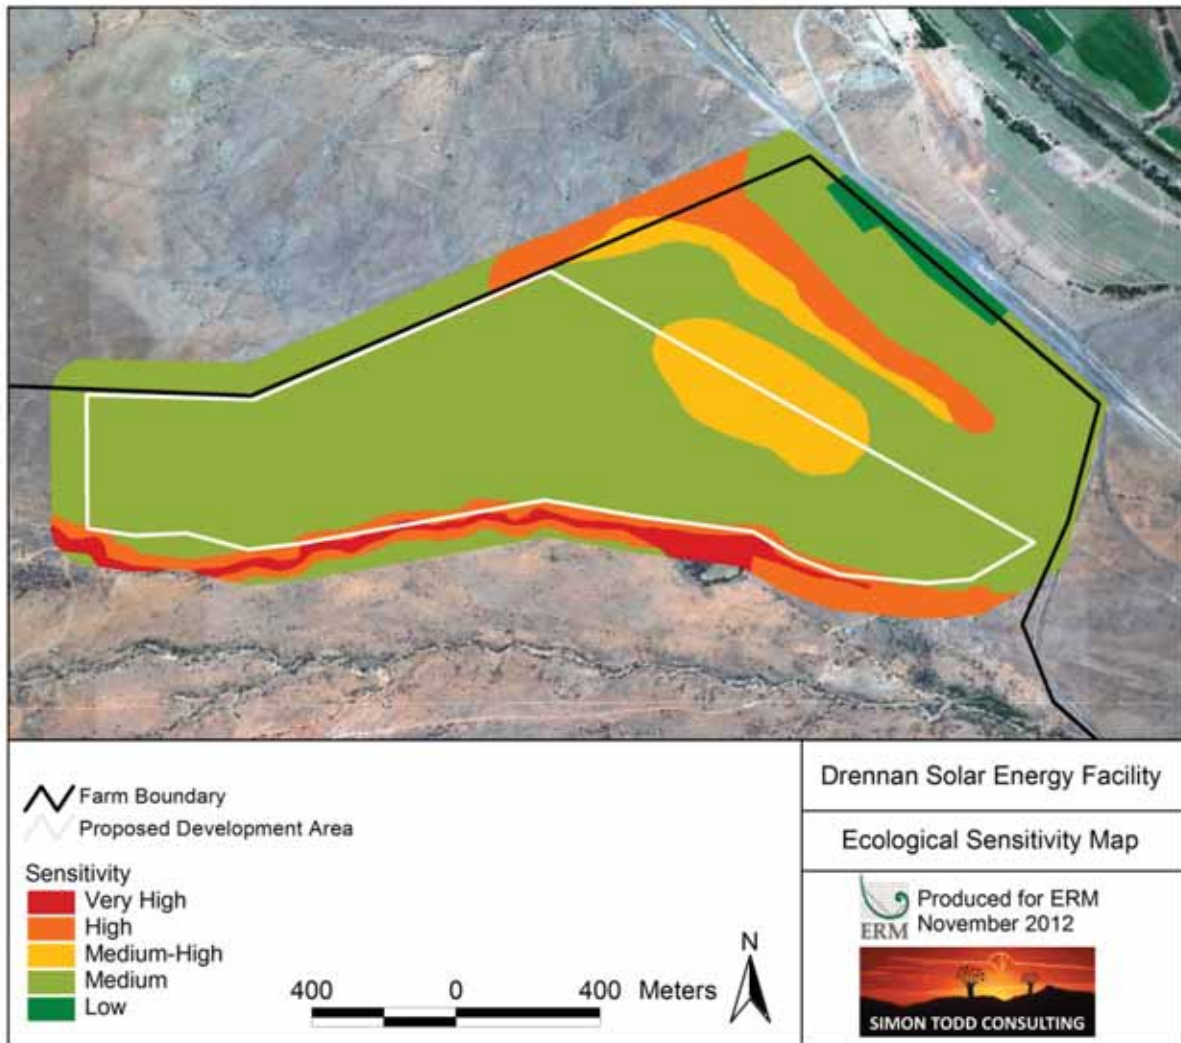 Farm Boundary
Proposed Development Area
Sensitivity
Very High
High
Medium-High
Medium
Low
400 0 400 Meters
N
Drennan Solar Energy Facility
Ecological Sensitivity Map
ERM
Produced for ERM
November 2012
SIMON TODD CONSULTING